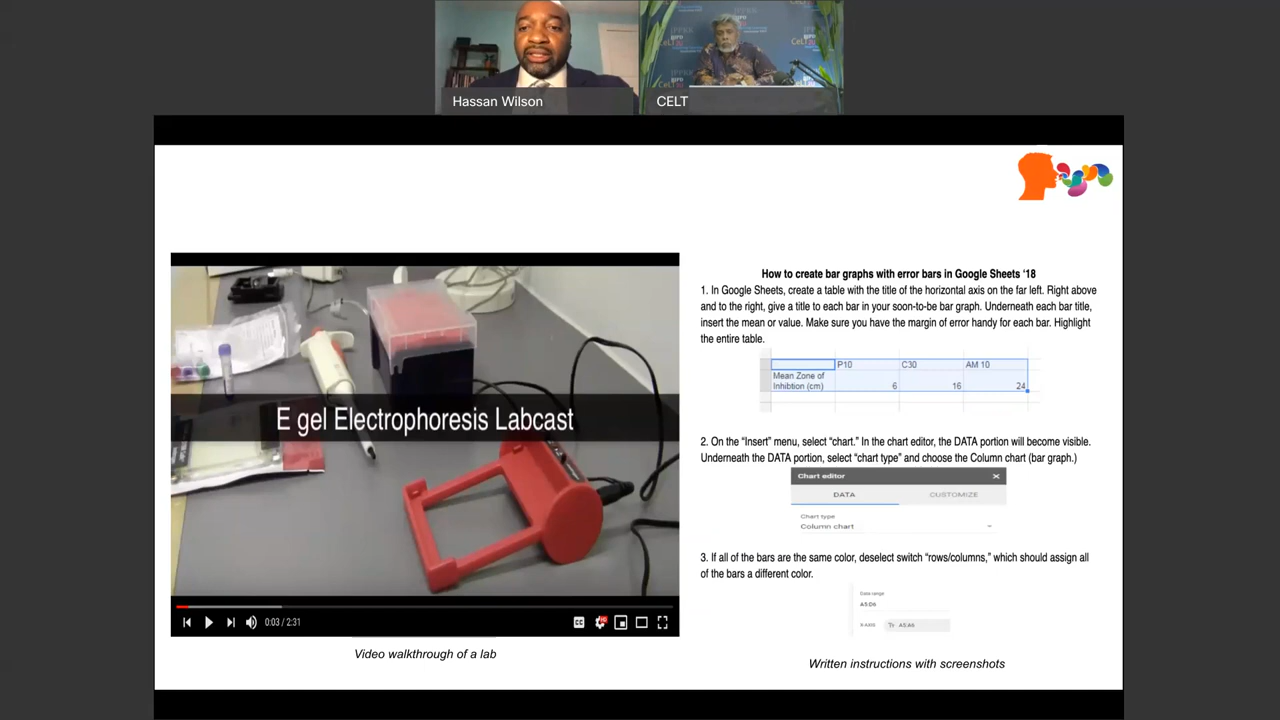 Hassan Wilson
CELT
E gel Electrophoresis Labcast
0:03 / 2:31
Video walkthrough of a lab
How to create bar graphs with error bars in Google Sheets ‘18
1. In Google Sheets, create a table with the title of the horizontal axis on the far left. Right above
and to the right, give a title to each bar in your soon-to-be bar graph. Underneath each bar title,
insert the mean or value. Make sure you have the margin of error handy for each bar. Highlight
the entire table.
P10 C30 AM 10
Mean Zone of
Inhibtion (cm) 6 16 24
2. On the “Insert” menu, select “chart.” In the chart editor, the DATA portion will become visible.
Underneath the DATA portion, select “chart type” and choose the Column chart (bar graph.)
Chart editor
DATA CUSTOMIZE
Chart type
Column chart
3. If all of the bars are the same color, deselect switch “rows/columns,” which should assign all
of the bars a different color.
Data range
A5:D6
X-AXIS Tr A5:A6
Written instructions with screenshots